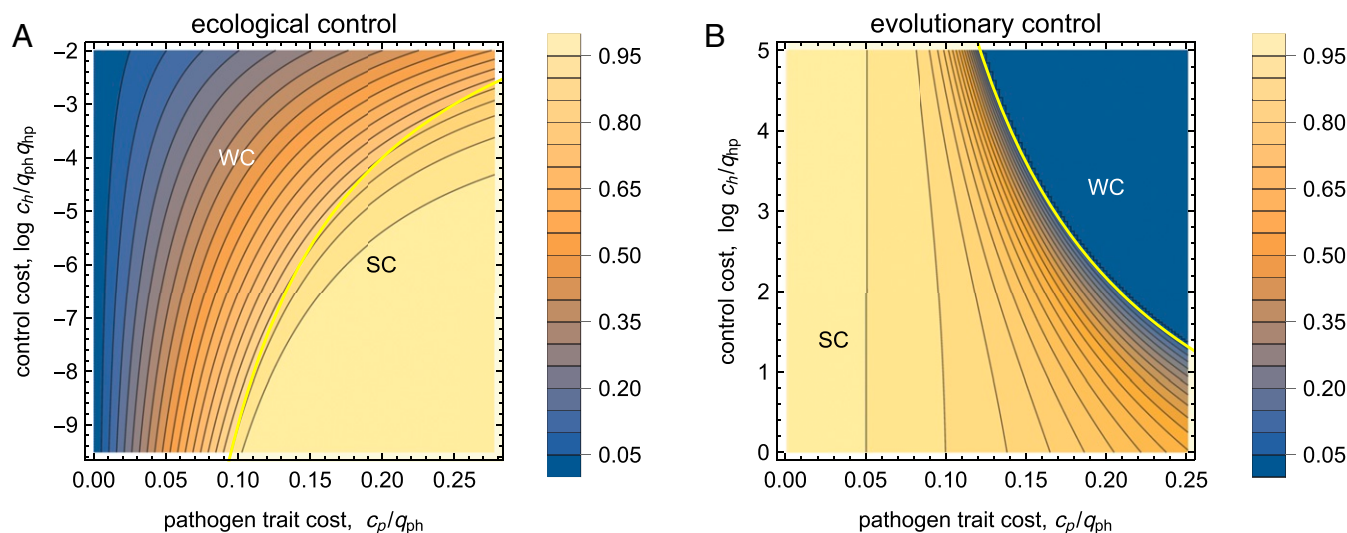 A
ecological control
-2
-3
-4
-5
-6
-7
-8
-9
control cost, log c_h/q_ph q_hp
WC
SC
0.00 0.05 0.10 0.15 0.20 0.25
pathogen trait cost, c_p/q_ph
0.95
0.80
0.65
0.50
0.35
0.20
0.05
B
evolutionary control
5
4
3
2
1
0
control cost, log c_h/q_hp
WC
SC
0.00 0.05 0.10 0.15 0.20 0.25
pathogen trait cost, c_p/q_ph
0.95
0.80
0.65
0.50
0.35
0.20
0.05